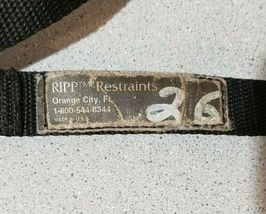 RIPP™ Restraints
Orange City, FL
1-800-544-8344
MADE IN U.S.A.
26